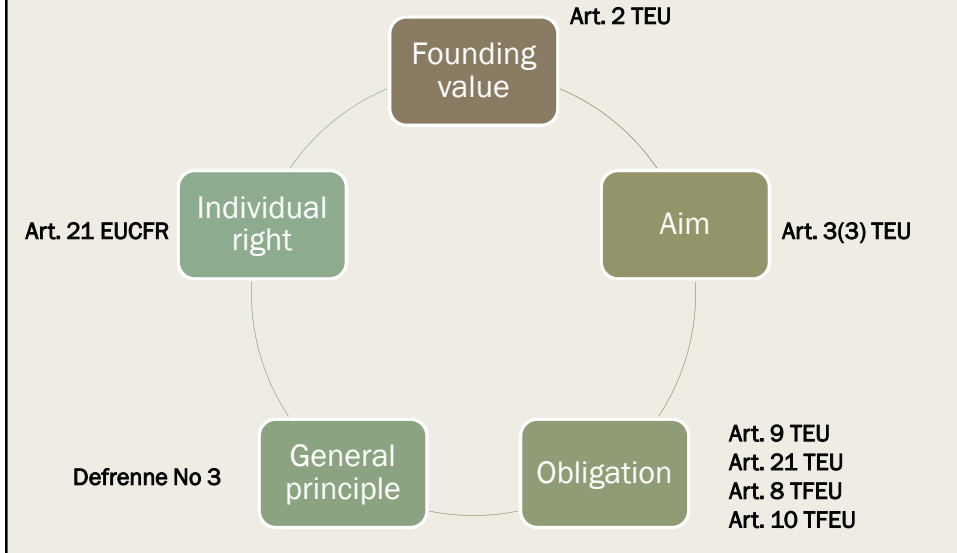 Art. 2 TEU
Founding
value
Aim
Art. 3(3) TEU
Obligation
Art. 9 TEU
Art. 21 TEU
Art. 8 TFEU
Art. 10 TFEU
General
principle
Defrenne No 3
Individual
right
Art. 21 EUCFR